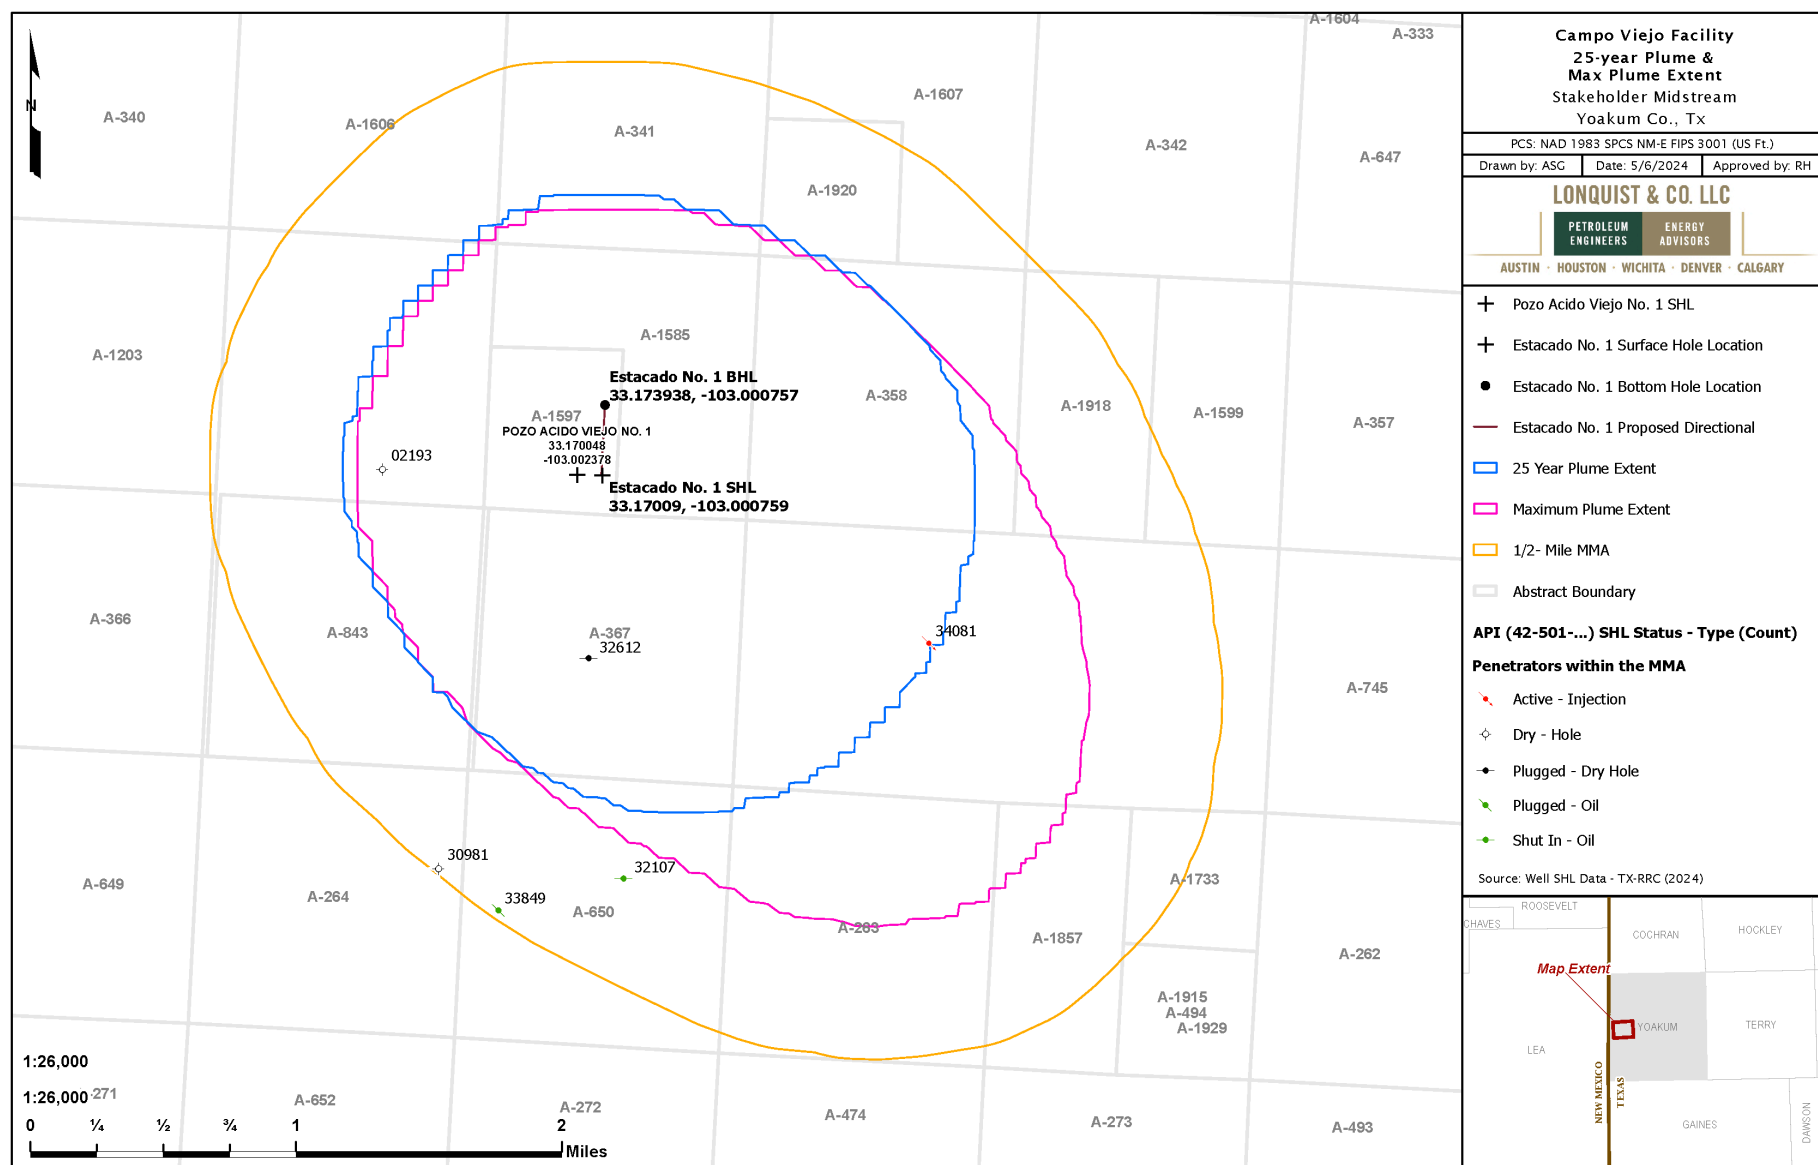 A-1604
A-333
A-1607
A-340
A-1606
A-341
A-342
A-647
A-1920
N
A-1203
A-1585
A-358
A-1918
A-1599
A-357
Estacado No. 1 BHL
33.173938, -103.000757
A-1597
POZO ACIDO VIEJO NO. 1
33.170048
-103.002378
02193
Estacado No. 1 SHL
33.17009, -103.000759
A-366
A-843
A-367
32612
34081
A-745
30981
32107
33849
A-649
A-264
A-650
A-283
A-1733
A-1857
A-262
A-1915
A-494
A-1929
1:26,000
1:26,000
271
A-652
A-272
A-474
A-273
A-493
0 ¼ ½ ¾ 1 2
Miles
Campo Viejo Facility
25-year Plume &
Max Plume Extent
Stakeholder Midstream
Yoakum Co., Tx
PCS: NAD 1983 SPCS NM-E FIPS 3001 (US Ft.)
Drawn by: ASG Date: 5/6/2024 Approved by: RH
LONQUIST & CO. LLC
PETROLEUM ENGINEERS
ENERGY ADVISORS
AUSTIN · HOUSTON · WICHITA · DENVER · CALGARY
Pozo Acido Viejo No. 1 SHL
Estacado No. 1 Surface Hole Location
Estacado No. 1 Bottom Hole Location
Estacado No. 1 Proposed Directional
25 Year Plume Extent
Maximum Plume Extent
1/2- Mile MMA
Abstract Boundary
API (42-501-...) SHL Status - Type (Count)
Penetrators within the MMA
Active - Injection
Dry - Hole
Plugged - Dry Hole
Plugged - Oil
Shut In - Oil
Source: Well SHL Data - TX-RRC (2024)
ROOSEVELT
CHAVES
COCHRAN
HOCKLEY
Map Extent
YOAKUM
TERRY
LEA
NEW MEXICO
TEXAS
GAINES
DAWSON